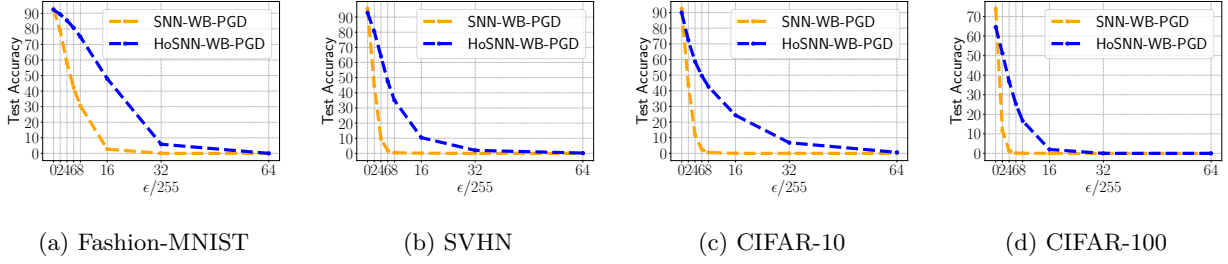 Test Accuracy
90
80
70
60
50
40
30
20
10
0
SNN-WB-PGD
HoSNN-WB-PGD
0 2 4 6 8 16 32 64
ϵ/255
(a) Fashion-MNIST
Test Accuracy
90
80
70
60
50
40
30
20
10
0
SNN-WB-PGD
HoSNN-WB-PGD
0 2 4 6 8 16 32 64
ϵ/255
(b) SVHN
Test Accuracy
90
80
70
60
50
40
30
20
10
0
SNN-WB-PGD
HoSNN-WB-PGD
0 2 4 6 8 16 32 64
ϵ/255
(c) CIFAR-10
Test Accuracy
70
60
50
40
30
20
10
0
SNN-WB-PGD
HoSNN-WB-PGD
0 2 4 6 8 16 32 64
ϵ/255
(d) CIFAR-100